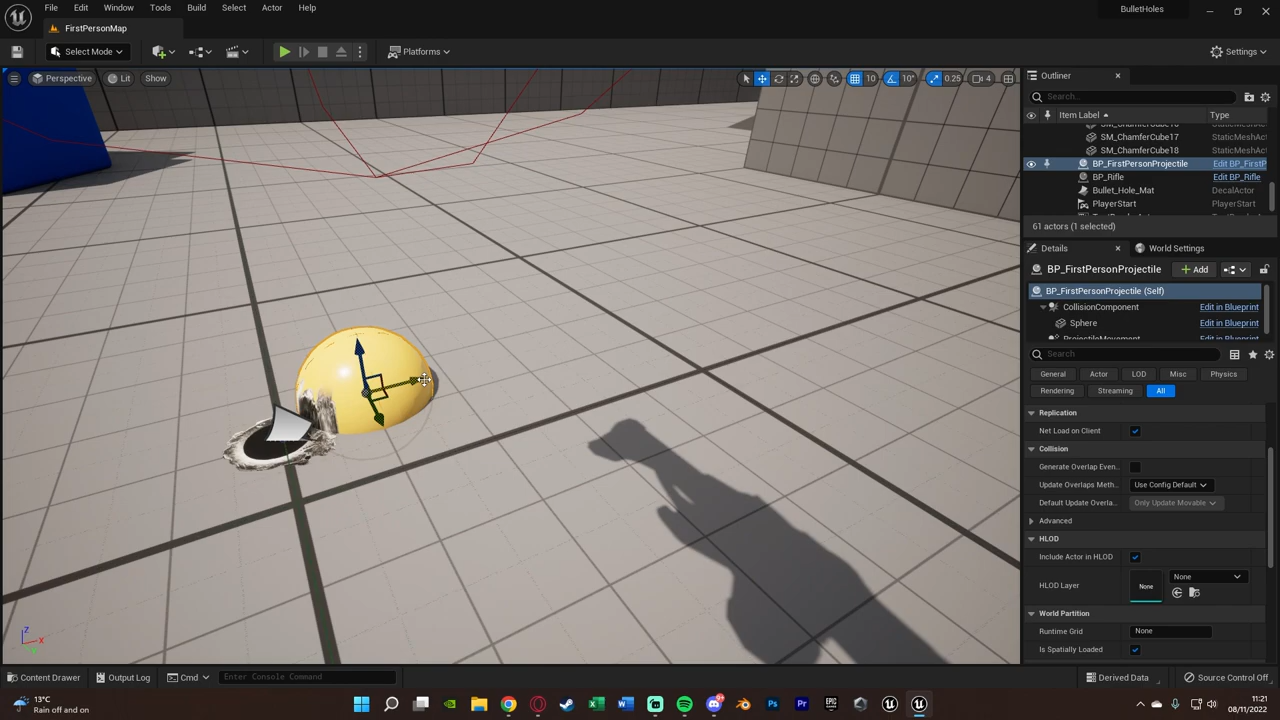 File Edit Window Tools Build Select Actor Help
BulletHoles
FirstPersonMap
Select Mode
Platforms
Settings
Perspective Lit Show
10 10° 0.25 4
Outliner
Search...
Item Label Type
SM_ChamferCube17 StaticMeshAct
SM_ChamferCube18 StaticMeshAct
BP_FirstPersonProjectile Edit BP_FirstP
BP_Rifle Edit BP_Rifle
Bullet_Hole_Mat DecalActor
PlayerStart PlayerStart
61 actors (1 selected)
Details World Settings
BP_FirstPersonProjectile Add
BP_FirstPersonProjectile (Self)
CollisionComponent Edit in Blueprint
Sphere Edit in Blueprint
Search
General Actor LOD Misc Physics
Rendering Streaming All
Replication
Net Load on Client
Collision
Generate Overlap Even..
Update Overlaps Meth.. Use Config Default
Default Update Overla... Only Update Movable
Advanced
HLOD
Include Actor in HLOD
HLOD Layer None None
World Partition
Runtime Grid None
Is Spatially Loaded
Z X Y
Content Drawer Output Log Cmd Enter Console Command
Derived Data Source Control Off
13°C
Rain off and on
11:21
08/11/2022